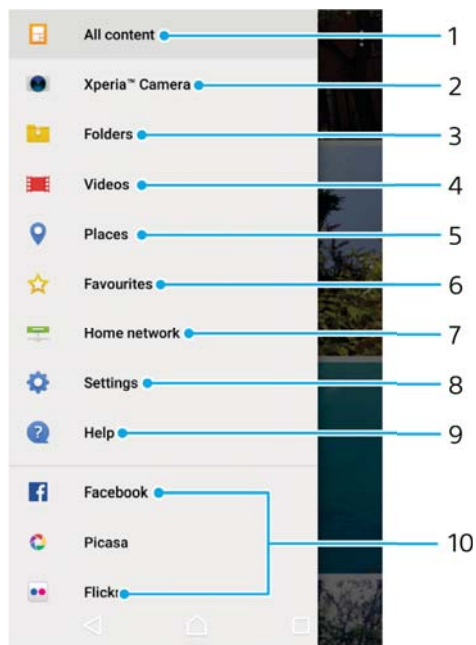 All content 1
Xperia™ Camera 2
Folders 3
Videos 4
Places 5
Favourites 6
Home network 7
Settings 8
Help 9
Facebook
10
Picasa
Flickr